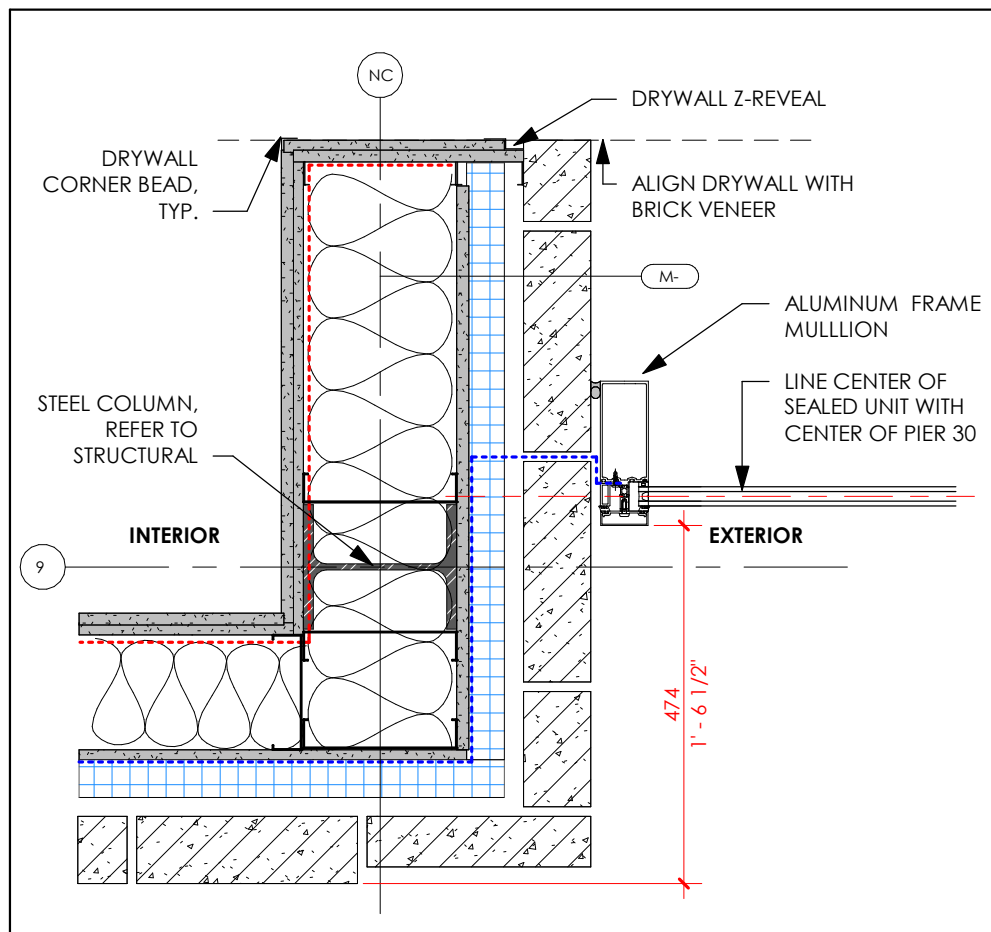 NC
DRYWALL Z-REVEAL
DRYWALL
CORNER BEAD,
TYP.
ALIGN DRYWALL WITH
BRICK VENEER
M-
ALUMINUM FRAME
MULLLION
LINE CENTER OF
SEALED UNIT WITH
CENTER OF PIER 30
STEEL COLUMN,
REFER TO
STRUCTURAL
INTERIOR
EXTERIOR
9
474
1' - 6 1/2"